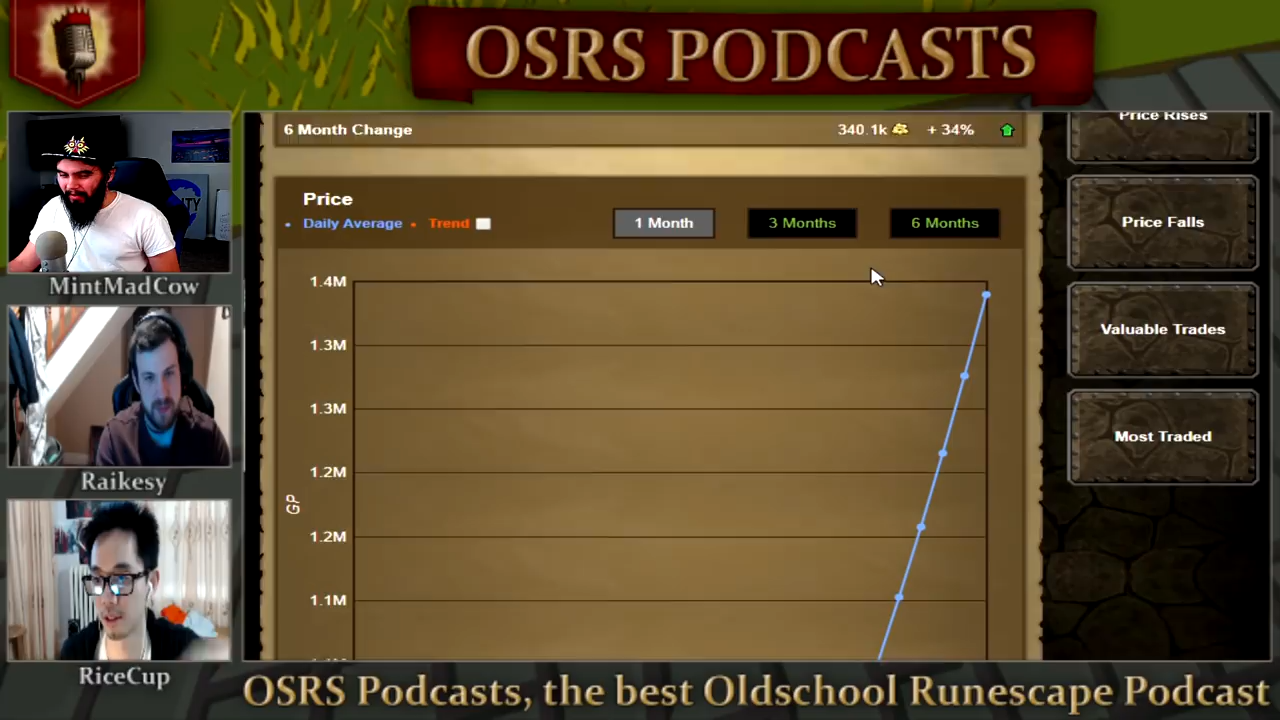 OSRS PODCASTS
6 Month Change
340.1k + 34%
Price Rises
Price
Daily Average
Trend
1 Month
3 Months
6 Months
Price Falls
MintMadCow
1.4M
1.3M
1.3M
1.2M
1.2M
1.1M
GP
Valuable Trades
Most Traded
Raikesy
RiceCup
OSRS Podcasts, the best Oldschool Runescape Podcast